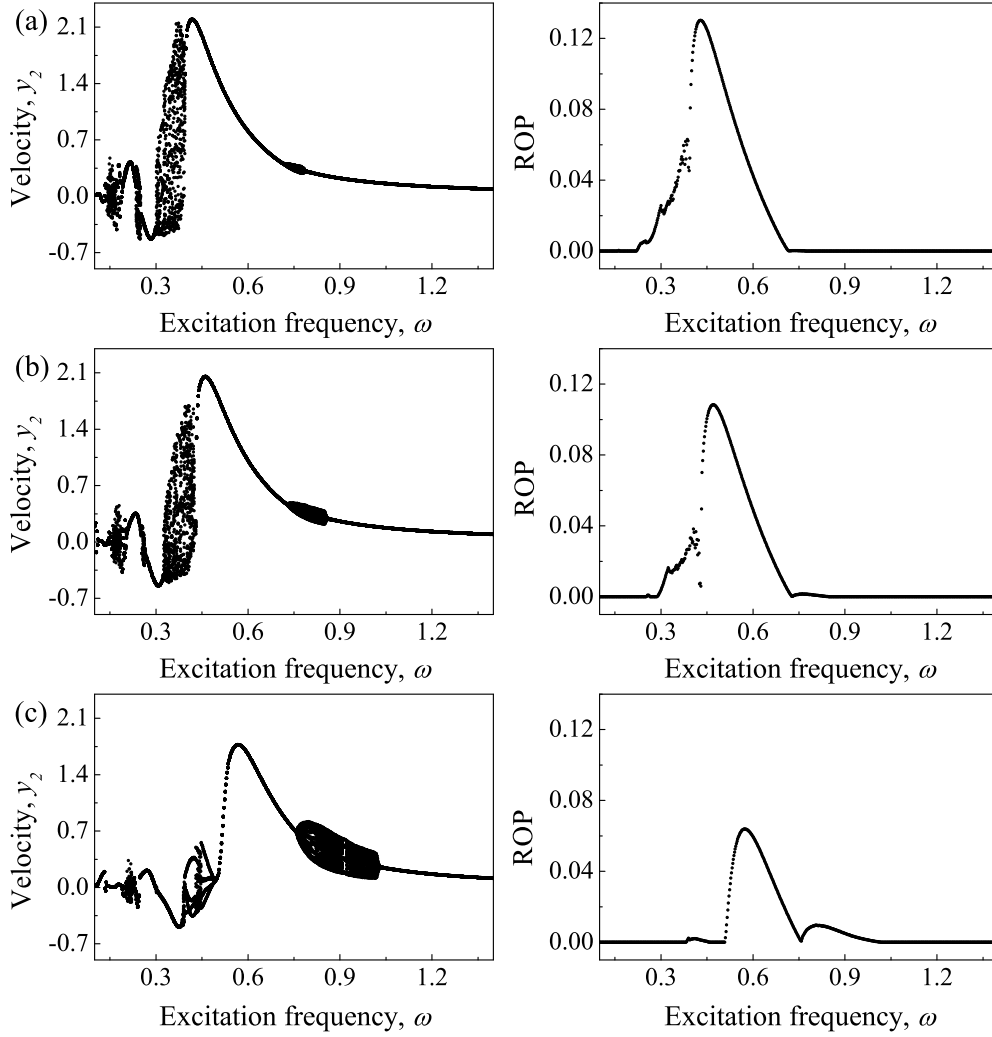 (a)
Velocity, y₂
2.1
1.4
0.7
0.0
-0.7
0.3 0.6 0.9 1.2
Excitation frequency, ω
ROP
0.12
0.08
0.04
0.00
0.3 0.6 0.9 1.2
Excitation frequency, ω
(b)
Velocity, y₂
2.1
1.4
0.7
0.0
-0.7
0.3 0.6 0.9 1.2
Excitation frequency, ω
ROP
0.12
0.08
0.04
0.00
0.3 0.6 0.9 1.2
Excitation frequency, ω
(c)
Velocity, y₂
2.1
1.4
0.7
0.0
-0.7
0.3 0.6 0.9 1.2
Excitation frequency, ω
ROP
0.12
0.08
0.04
0.00
0.3 0.6 0.9 1.2
Excitation frequency, ω